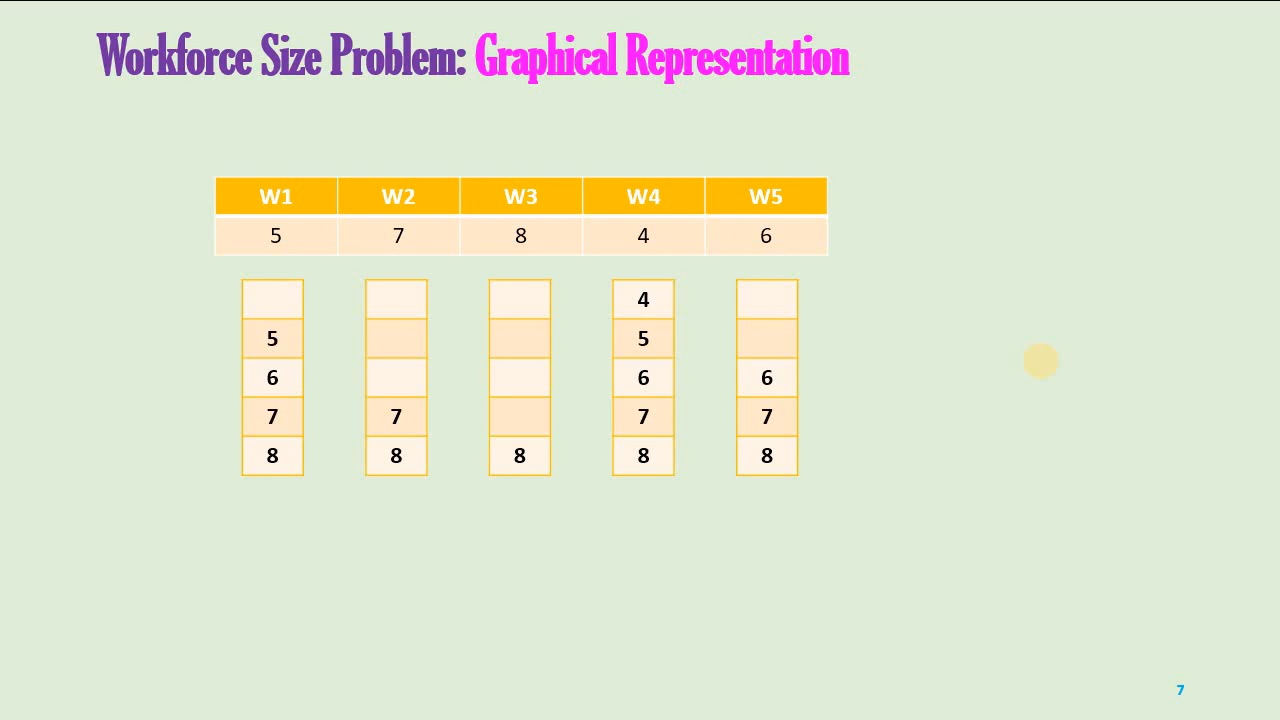 Workforce Size Problem: Graphical Representation
W1 W2 W3 W4 W5
5 7 8 4 6
4
5 5
6 6 6
7 7 7 7
8 8 8 8 8
7